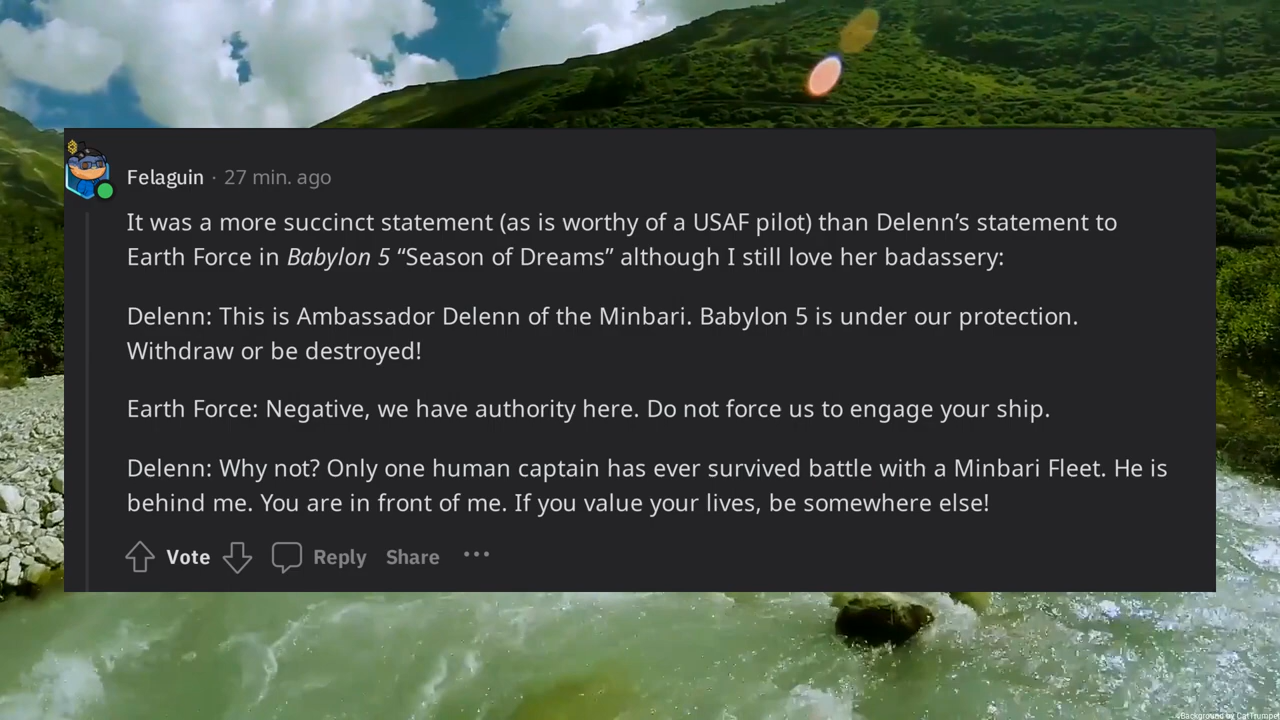 Felaguin · 27 min. ago
It was a more succinct statement (as is worthy of a USAF pilot) than Delenn’s statement to
Earth Force in Babylon 5 “Season of Dreams” although I still love her badassery:
Delenn: This is Ambassador Delenn of the Minbari. Babylon 5 is under our protection.
Withdraw or be destroyed!
Earth Force: Negative, we have authority here. Do not force us to engage your ship.
Delenn: Why not? Only one human captain has ever survived battle with a Minbari Fleet. He is
behind me. You are in front of me. If you value your lives, be somewhere else!
Vote Reply Share •••
Background by CatTrumpet